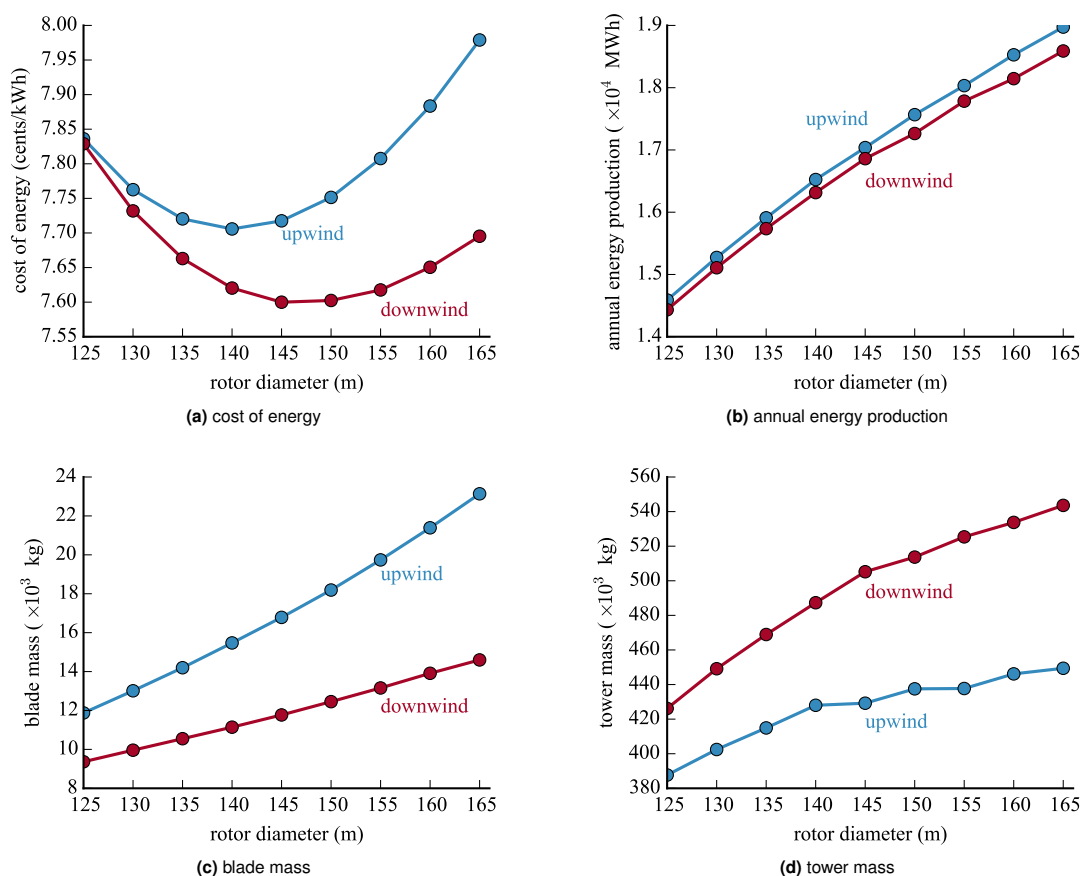 8.00
7.95
7.90
7.85
7.80
7.75
7.70
7.65
7.60
7.55
cost of energy (cents/kWh)
upwind
downwind
125 130 135 140 145 150 155 160 165
rotor diameter (m)
(a) cost of energy
1.9
1.8
1.7
1.6
1.5
1.4
annual energy production ( ×10⁴ MWh)
upwind
downwind
125 130 135 140 145 150 155 160 165
rotor diameter (m)
(b) annual energy production
24
22
20
18
16
14
12
10
8
blade mass ( ×10³ kg)
upwind
downwind
125 130 135 140 145 150 155 160 165
rotor diameter (m)
(c) blade mass
560
540
520
500
480
460
440
420
400
380
tower mass ( ×10³ kg)
downwind
upwind
125 130 135 140 145 150 155 160 165
rotor diameter (m)
(d) tower mass